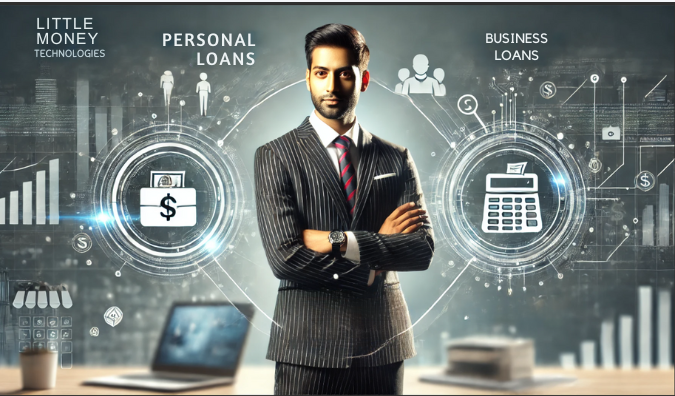 LITTLE
MONEY
TECHNOLOGIES
PERSONAL
LOANS
BUSINESS
LOANS
$
$
$
$